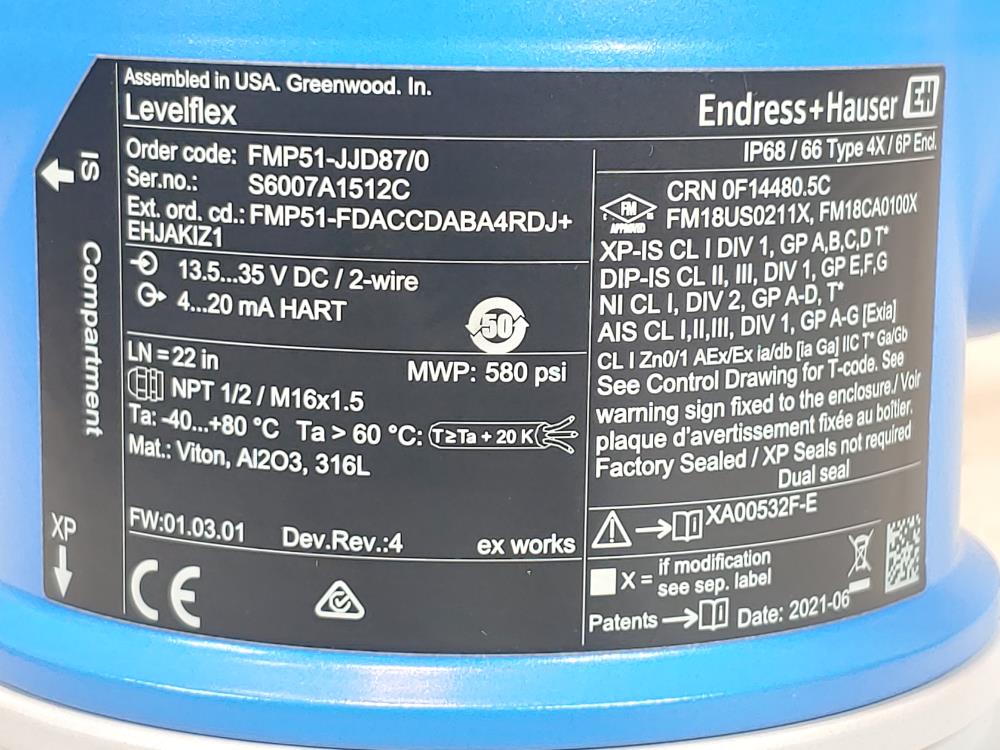 Assembled in USA. Greenwood. In.
Levelflex
Endress+Hauser EH
Order code: FMP51-JJD87/0
Ser.no.: S6007A1512C
Ext. ord. cd.: FMP51-FDACCDABA4RDJ+
EHJAKIZ1
13.5...35 V DC / 2-wire
4...20 mA HART
50
LN = 22 in
MWP: 580 psi
NPT 1/2 / M16x1.5
Ta: -40...+80 °C Ta > 60 °C: T≥Ta + 20 K
Mat.: Viton, Al2O3, 316L
FW:01.03.01 Dev.Rev.:4 ex works
CE
IP68 / 66 Type 4X / 6P Encl.
FM
APPROVED
CRN 0F14480.5C
FM18US0211X, FM18CA0100X
XP-IS CL I DIV 1, GP A,B,C,D T*
DIP-IS CL II, III, DIV 1, GP E,F,G
NI CL I, DIV 2, GP A-D, T*
AIS CL I,II,III, DIV 1, GP A-G [Exia]
CL I Zn0/1 AEx/Ex ia/db [ia Ga] IIC T* Ga/Gb
See Control Drawing for T-code. See
warning sign fixed to the enclosure./ Voir
plaque d'avertissement fixée au boîtier.
Factory Sealed / XP Seals not required
Dual seal
XA00532F-E
X = if modification
see sep. label
Patents Date: 2021-06
IS
Compartment
XP